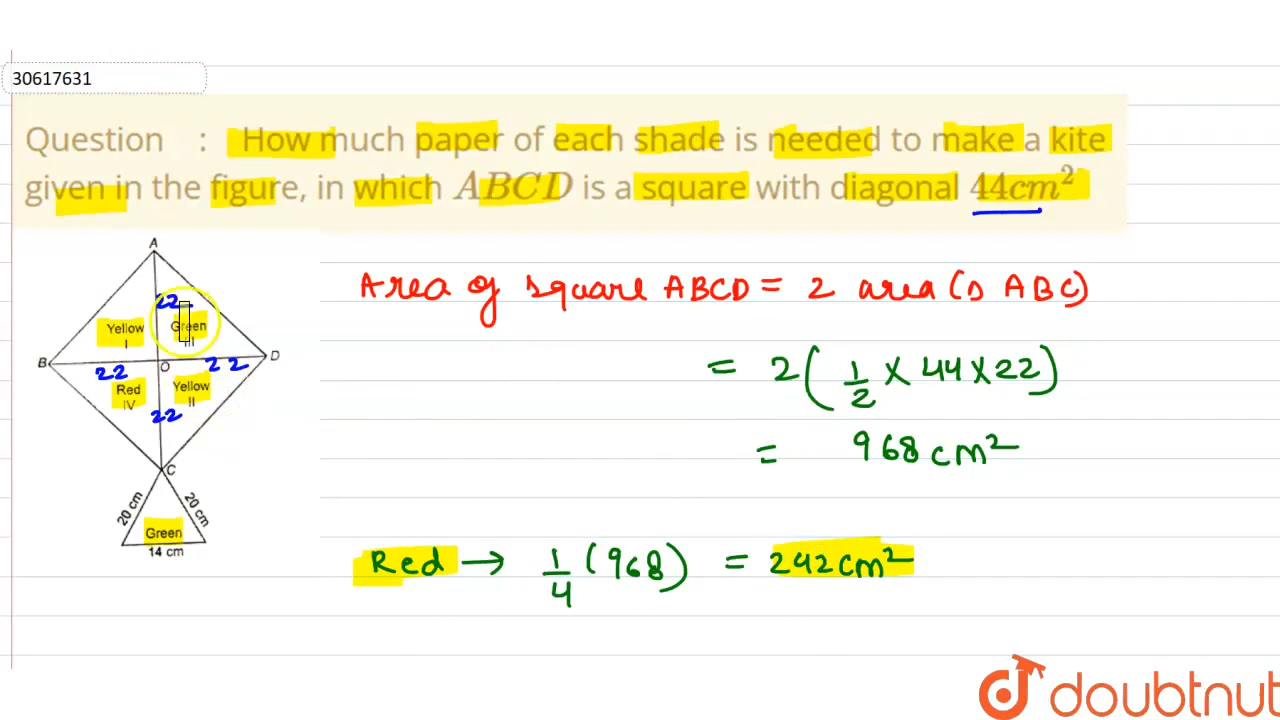 30617631
Question : How much paper of each shade is needed to make a kite
given in the figure, in which ABCD is a square with diagonal 44cm²
A
22
Yellow
I
Green
III
B
O
D
22
22
Red
IV
Yellow
II
22
C
20 cm
20 cm
Green
14 cm
Area of square ABCD = 2 area (Δ ABC)
= 2 ( 1/2 × 44 × 22 )
= 968 cm²
Red → 1/4 (968) = 242 cm²
doubtnut